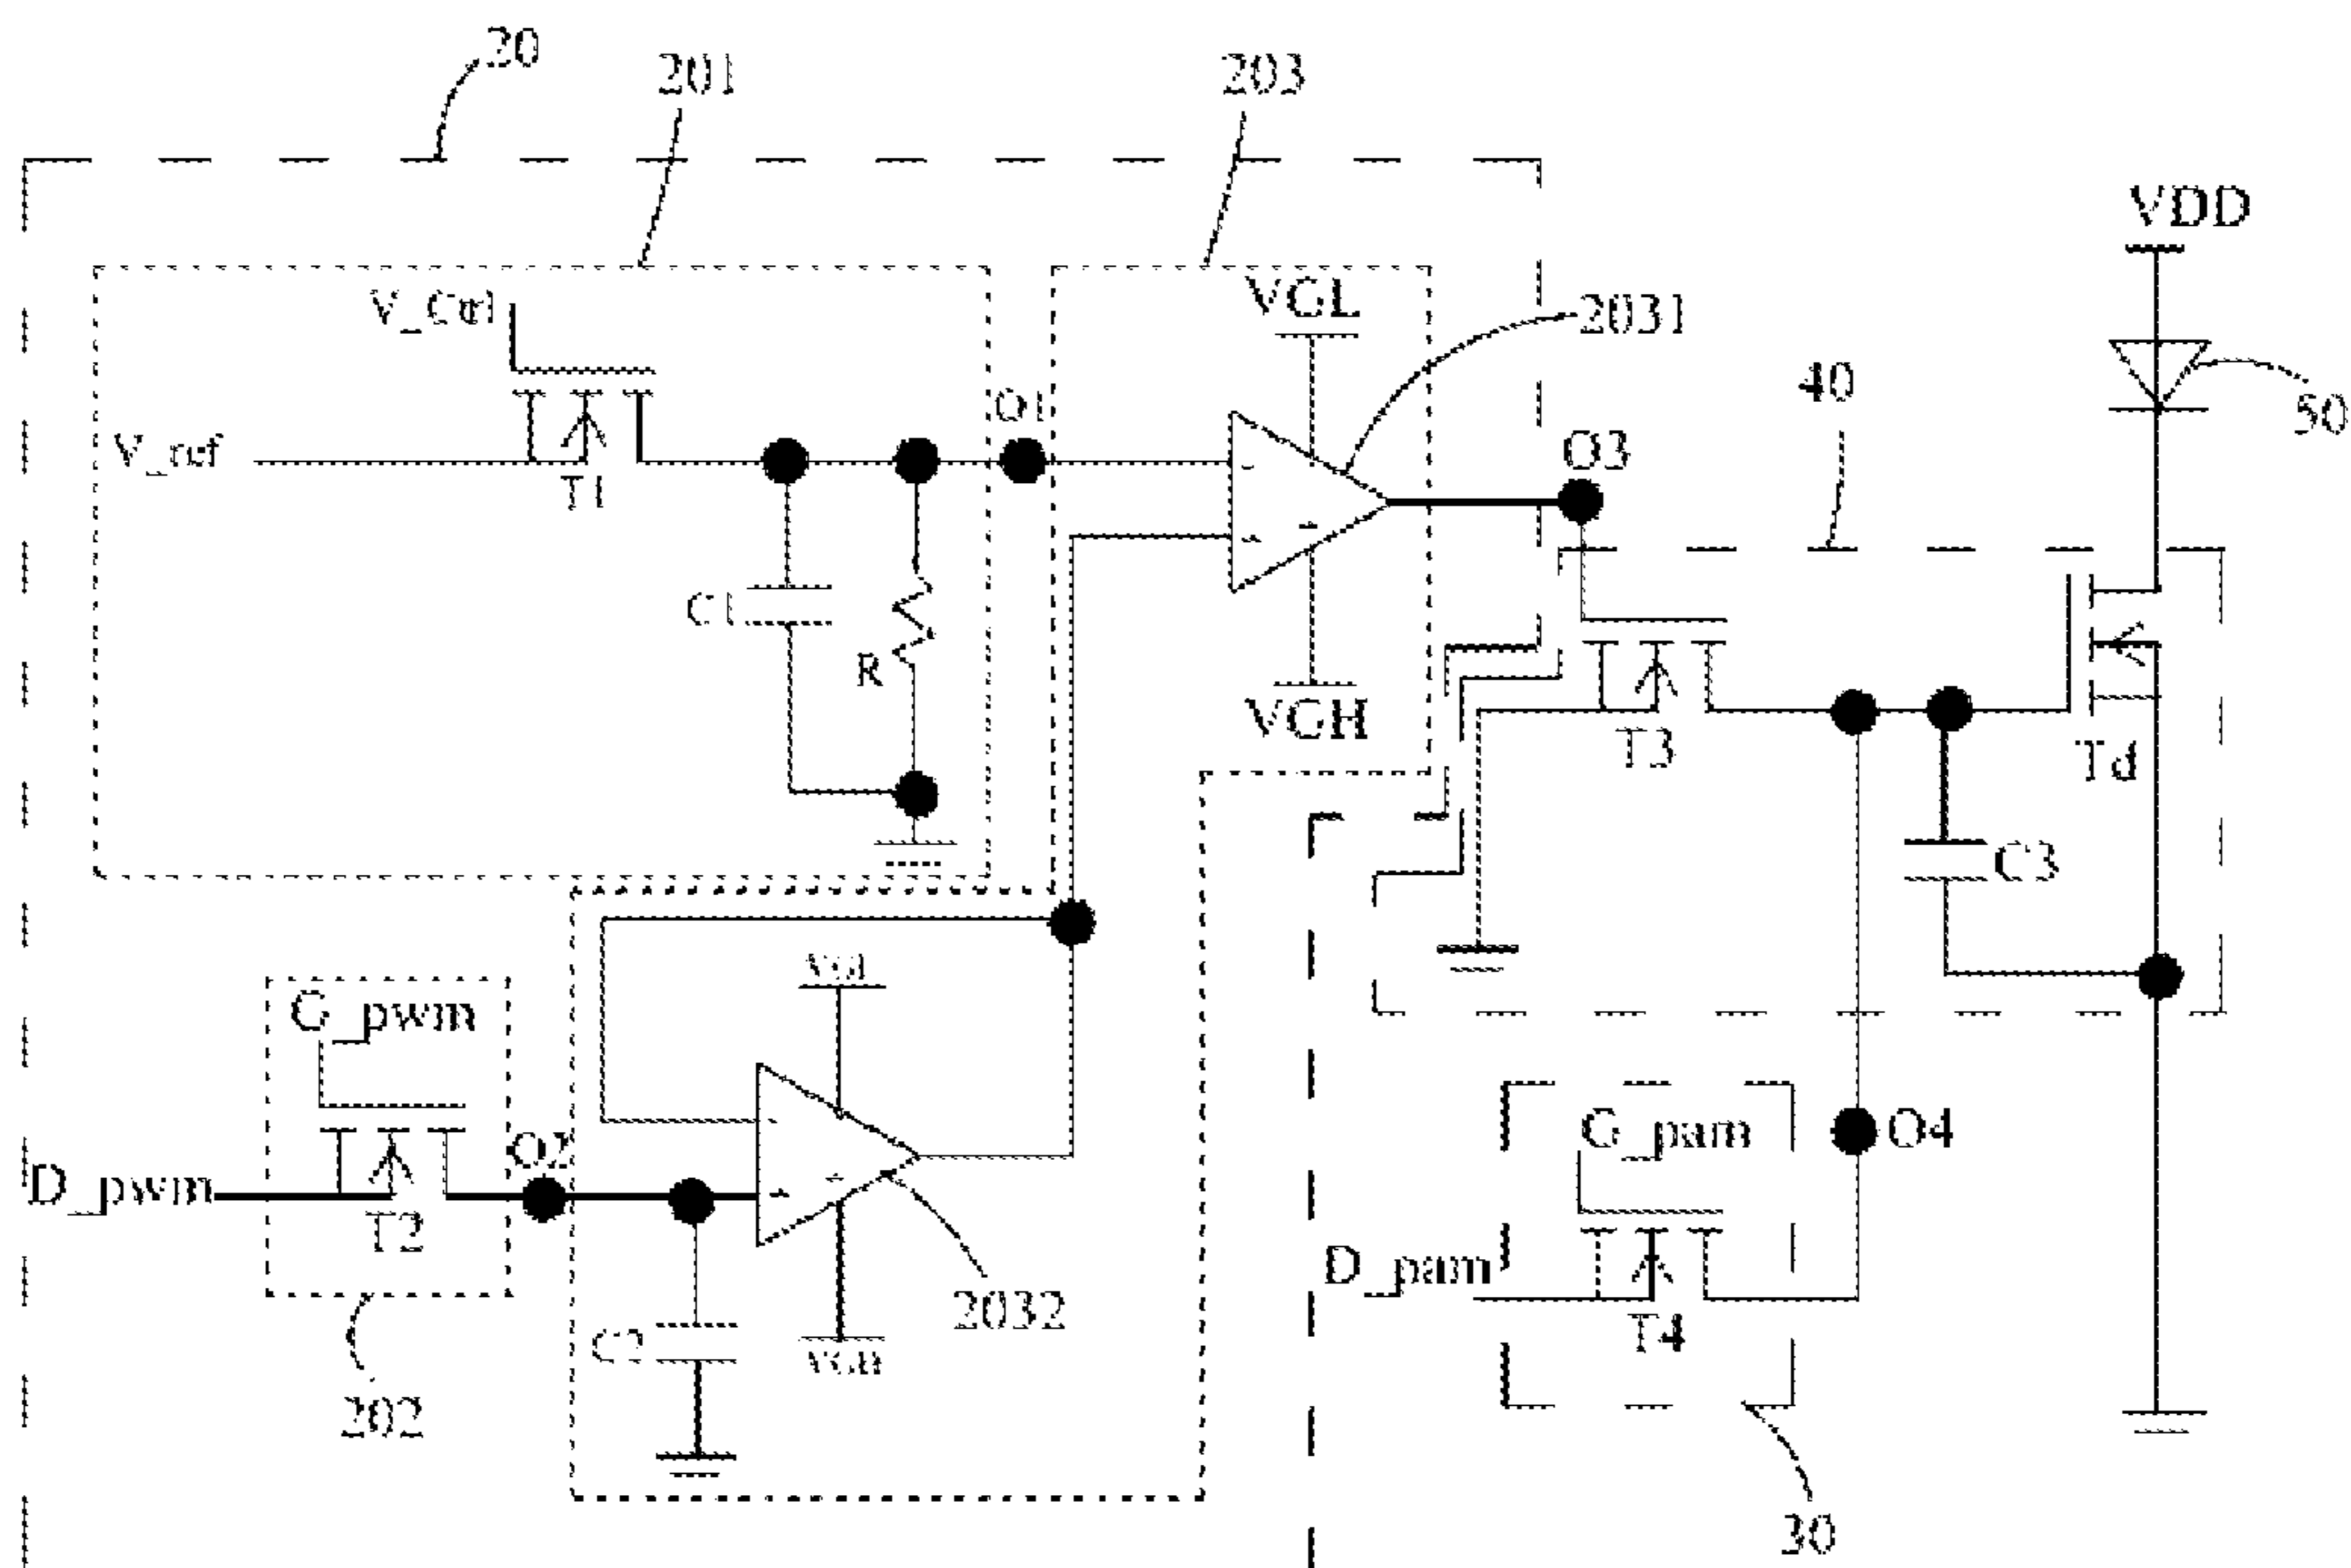 20
201
203
VDD
V_Ctrl
VGL
2031
40
50
V_ref
T1
O1
O3
C1
R
VGH
T3
Td
C3
G_pwm
O2
D_pwm
T2
G_pam
O4
D_pam
T4
C2
2032
202
30